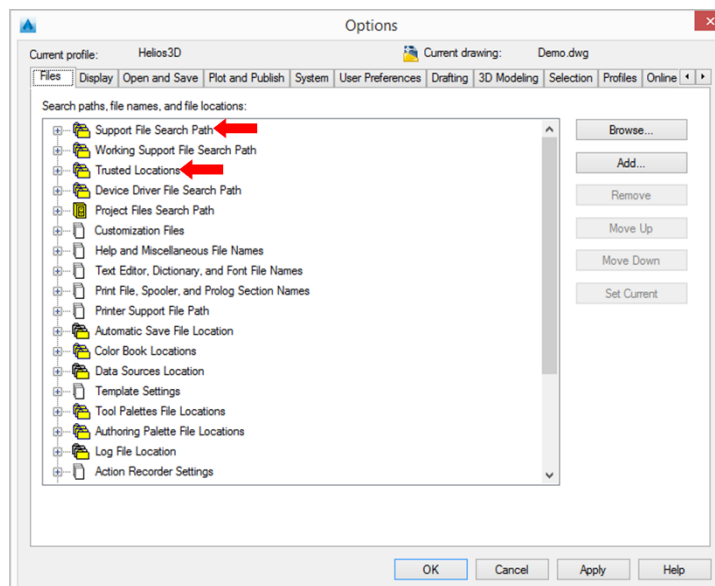 Options
Current profile: Helios3D Current drawing: Demo.dwg
Files Display Open and Save Plot and Publish System User Preferences Drafting 3D Modeling Selection Profiles Online
Search paths, file names, and file locations:
Support File Search Path
Working Support File Search Path
Trusted Locations
Device Driver File Search Path
Project Files Search Path
Customization Files
Help and Miscellaneous File Names
Text Editor, Dictionary, and Font File Names
Print File, Spooler, and Prolog Section Names
Printer Support File Path
Automatic Save File Location
Color Book Locations
Data Sources Location
Template Settings
Tool Palettes File Locations
Authoring Palette File Locations
Log File Location
Action Recorder Settings
Browse...
Add...
Remove
Move Up
Move Down
Set Current
OK Cancel Apply Help